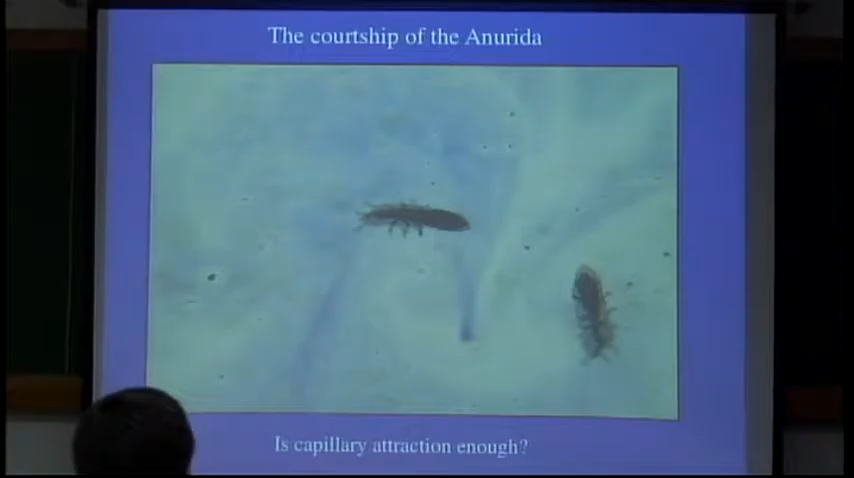 The courtship of the Anurida
Is capillary attraction enough?